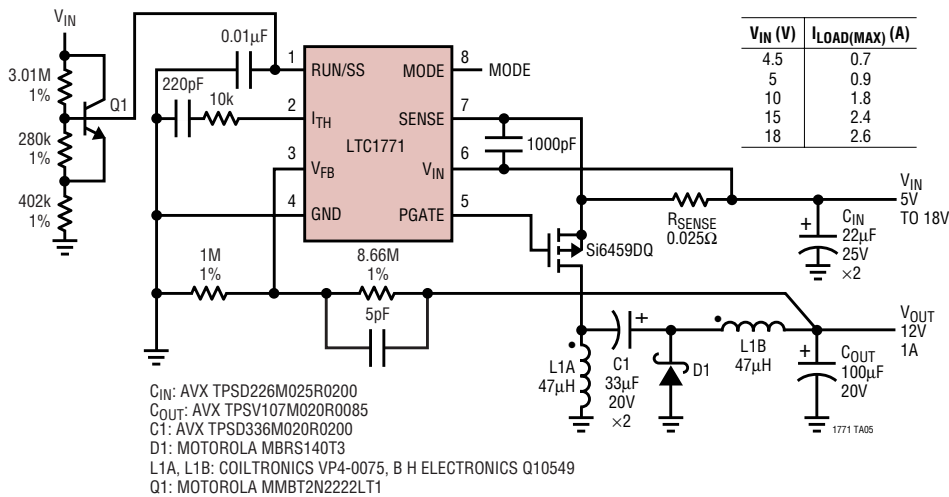 VIN
3.01M
1%
280k
1%
402k
1%
Q1
0.01µF
220pF
10k
1
RUN/SS
2
ITH
3
VFB
4
GND
LTC1771
MODE
8
MODE
SENSE
7
VIN
6
PGATE
5
1000pF
VIN (V) ILOAD(MAX) (A)
4.5 0.7
5 0.9
10 1.8
15 2.4
18 2.6
RSENSE
0.025Ω
Si6459DQ
VIN
5V
TO 18V
+
CIN
22µF
25V
×2
1M
1%
8.66M
1%
5pF
L1A
47µH
+
C1
33µF
20V
×2
D1
L1B
47µH
VOUT
12V
1A
+
COUT
100µF
20V
1771 TA05
CIN: AVX TPSD226M025R0200
COUT: AVX TPSV107M020R0085
C1: AVX TPSD336M020R0200
D1: MOTOROLA MBRS140T3
L1A, L1B: COILTRONICS VP4-0075, B H ELECTRONICS Q10549
Q1: MOTOROLA MMBT2N2222LT1